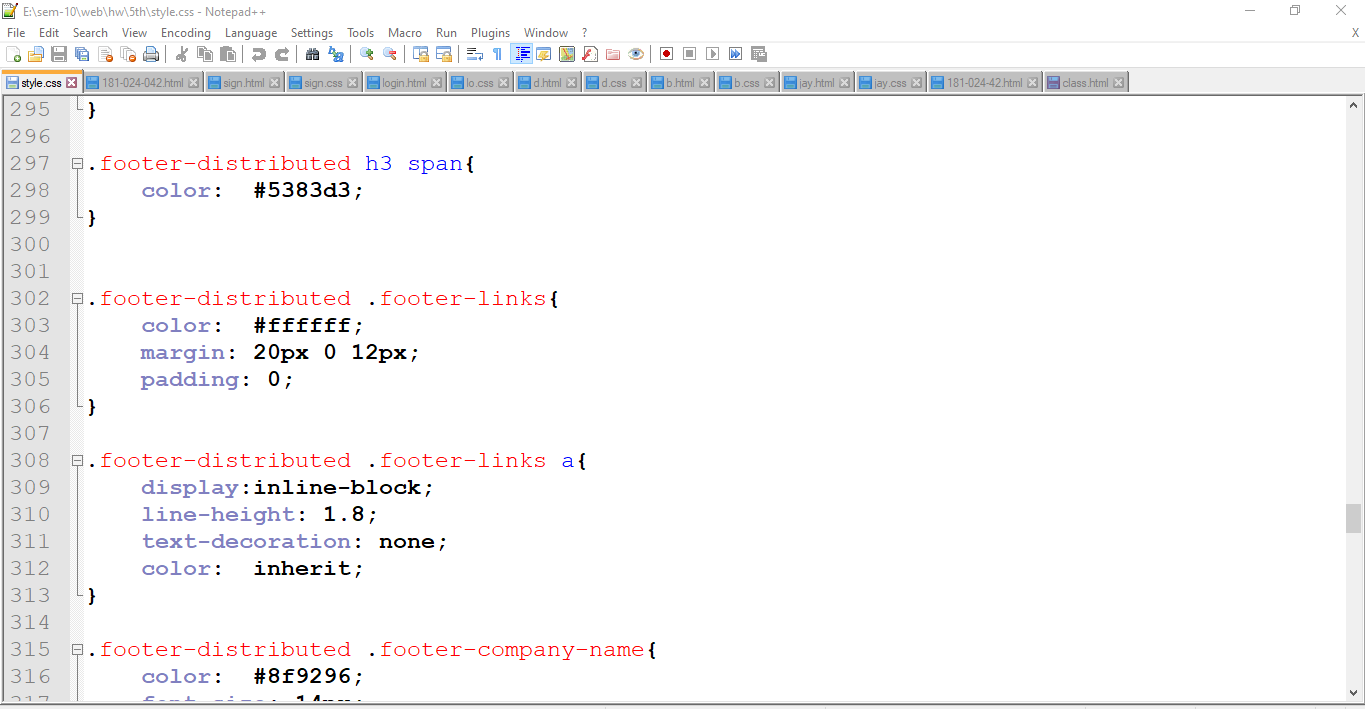 E:\sem-10\web\hw\5th\style.css - Notepad++
File Edit Search View Encoding Language Settings Tools Macro Run Plugins Window ? X
style.css 181-024-042.html sign.html sign.css login.html lo.css d.html d.css b.html b.css jay.html jay.css 181-024-42.html class.html
295 }
296
297 .footer-distributed h3 span{
298 color: #5383d3;
299 }
300
301
302 .footer-distributed .footer-links{
303 color: #ffffff;
304 margin: 20px 0 12px;
305 padding: 0;
306 }
307
308 .footer-distributed .footer-links a{
309 display:inline-block;
310 line-height: 1.8;
311 text-decoration: none;
312 color: inherit;
313 }
314
315 .footer-distributed .footer-company-name{
316 color: #8f9296;
317 font-size: 14px;